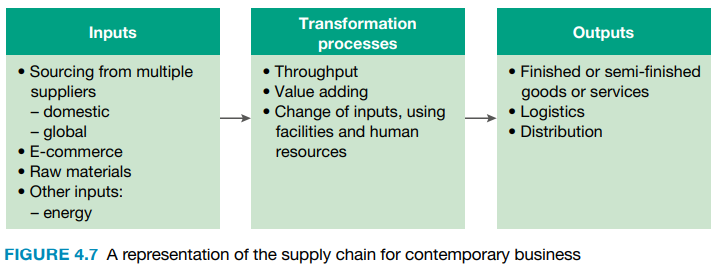 Inputs
• Sourcing from multiple
suppliers
– domestic
– global
• E-commerce
• Raw materials
• Other inputs:
– energy
Transformation
processes
• Throughput
• Value adding
• Change of inputs, using
facilities and human
resources
Outputs
• Finished or semi-finished
goods or services
• Logistics
• Distribution
FIGURE 4.7 A representation of the supply chain for contemporary business